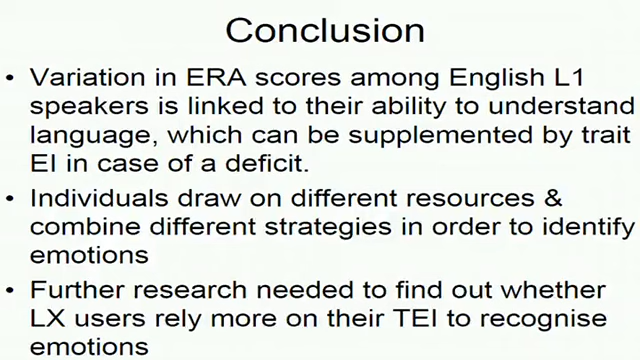 Conclusion
• Variation in ERA scores among English L1
speakers is linked to their ability to understand
language, which can be supplemented by trait
EI in case of a deficit.
• Individuals draw on different resources &
combine different strategies in order to identify
emotions
• Further research needed to find out whether
LX users rely more on their TEI to recognise
emotions